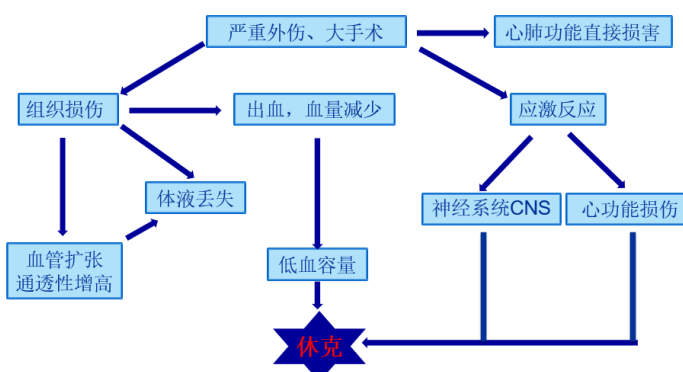 严重外伤、大手术
心肺功能直接损害
组织损伤
出血，血量减少
应激反应
体液丢失
神经系统CNS
心功能损伤
血管扩张
通透性增高
低血容量
休克